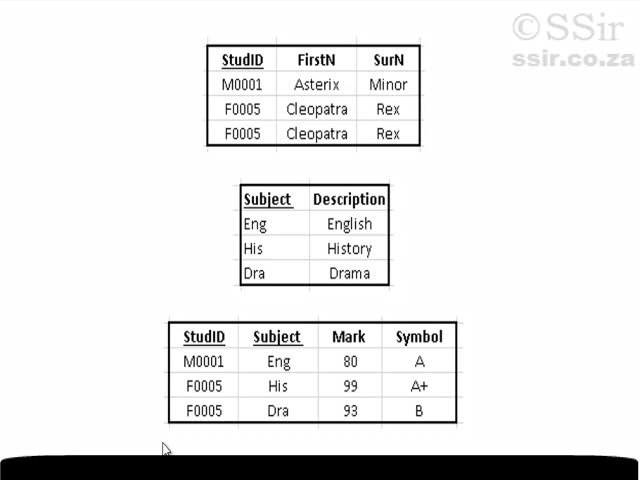 ©SSir
ssir.co.za
StudID FirstN SurN
M0001 Asterix Minor
F0005 Cleopatra Rex
F0005 Cleopatra Rex
Subject Description
Eng English
His History
Dra Drama
StudID Subject Mark Symbol
M0001 Eng 80 A
F0005 His 99 A+
F0005 Dra 93 B